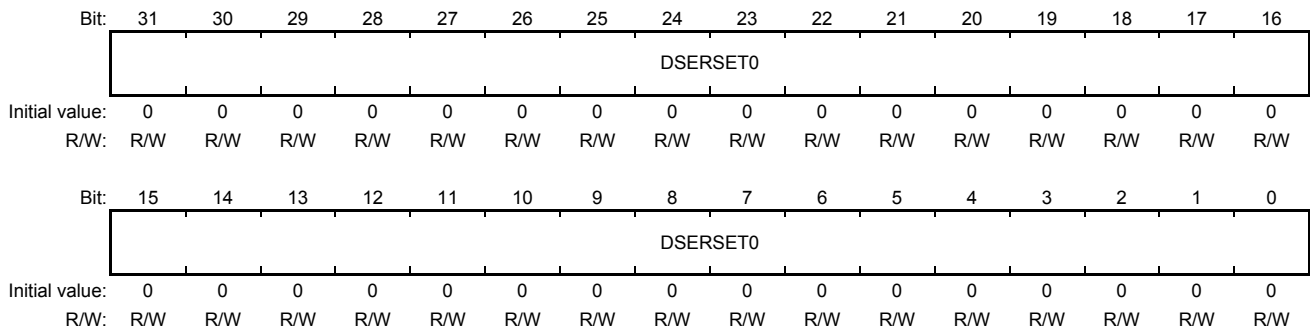 Bit: 31 30 29 28 27 26 25 24 23 22 21 20 19 18 17 16
DSERSET0
Initial value: 0 0 0 0 0 0 0 0 0 0 0 0 0 0 0 0
R/W: R/W R/W R/W R/W R/W R/W R/W R/W R/W R/W R/W R/W R/W R/W R/W R/W
Bit: 15 14 13 12 11 10 9 8 7 6 5 4 3 2 1 0
DSERSET0
Initial value: 0 0 0 0 0 0 0 0 0 0 0 0 0 0 0 0
R/W: R/W R/W R/W R/W R/W R/W R/W R/W R/W R/W R/W R/W R/W R/W R/W R/W